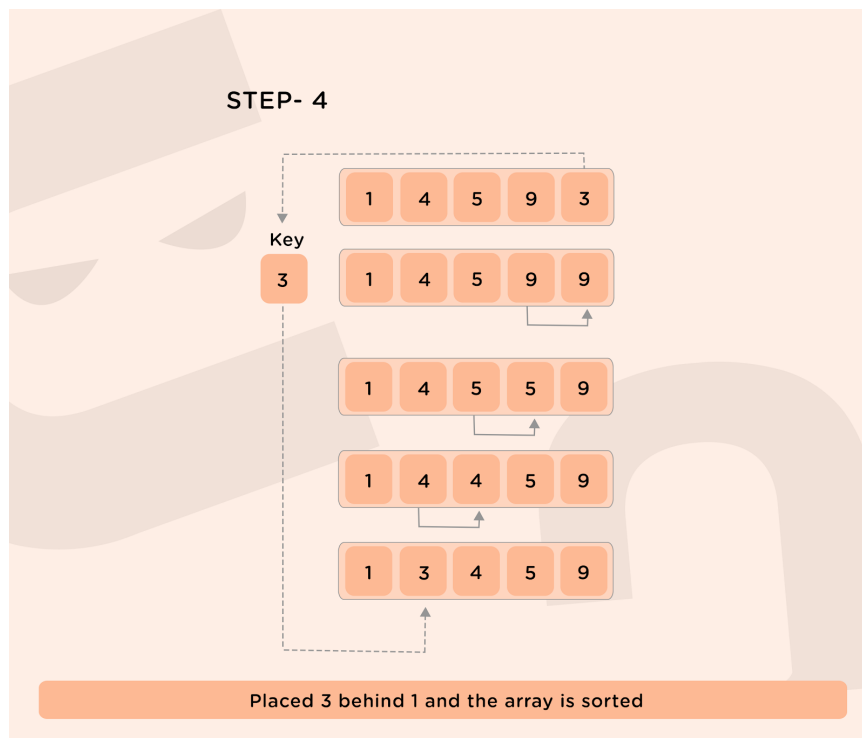 STEP- 4
1 4 5 9 3
Key
3
1 4 5 9 9
1 4 5 5 9
1 4 4 5 9
1 3 4 5 9
Placed 3 behind 1 and the array is sorted